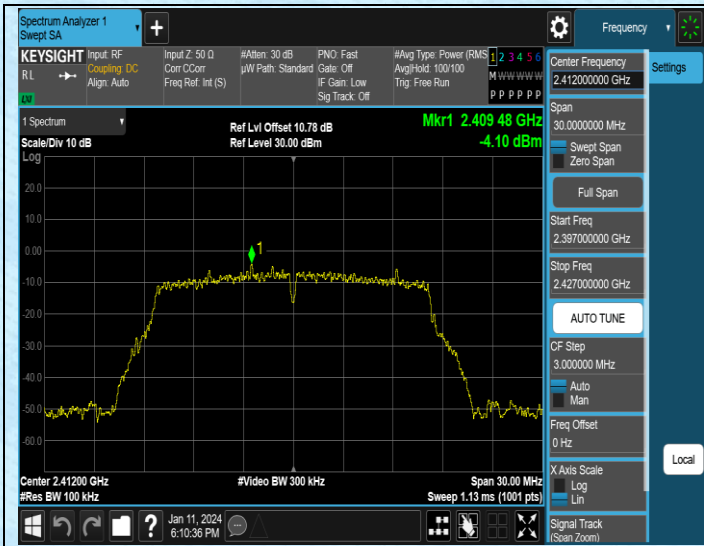 Spectrum Analyzer 1
Swept SA
+
Frequency
KEYSIGHT
RL
LXI
Input: RF
Coupling: DC
Align: Auto
Input Z: 50 Ω
Corr CCorr
Freq Ref: Int (S)
#Atten: 30 dB
µW Path: Standard
PNO: Fast
Gate: Off
IF Gain: Low
Sig Track: Off
#Avg Type: Power (RMS
Avg|Hold: 100/100
Trig: Free Run
1 2 3 4 5 6
M W W W W W
P P P P P P
1 Spectrum
Scale/Div 10 dB
Log
Ref Lvl Offset 10.78 dB
Ref Level 30.00 dBm
Mkr1 2.409 48 GHz
-4.10 dBm
20.0
10.0
0.00
-10.0
-20.0
-30.0
-40.0
-50.0
-60.0
1
Center 2.41200 GHz
#Res BW 100 kHz
#Video BW 300 kHz
Span 30.00 MHz
Sweep 1.13 ms (1001 pts)
Center Frequency
2.412000000 GHz
Span
30.0000000 MHz
Swept Span
Zero Span
Full Span
Start Freq
2.397000000 GHz
Stop Freq
2.427000000 GHz
AUTO TUNE
CF Step
3.000000 MHz
Auto
Man
Freq Offset
0 Hz
X Axis Scale
Log
Lin
Signal Track
(Span Zoom)
Settings
Local
?
Jan 11, 2024
6:10:36 PM